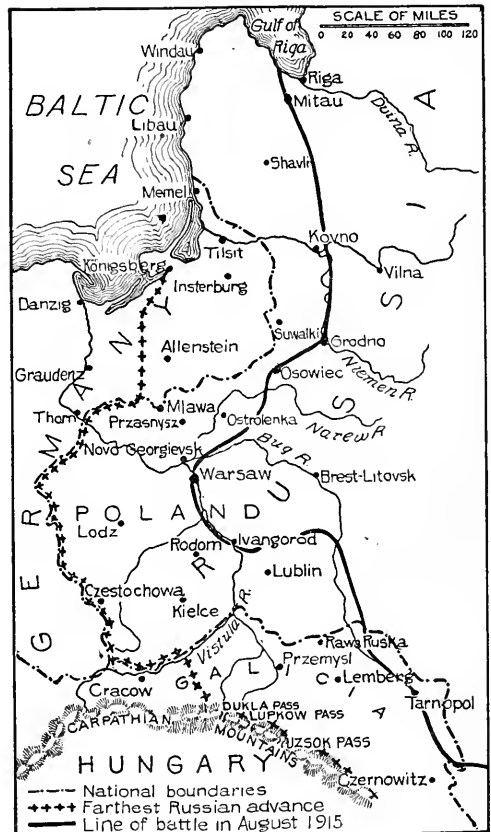 SCALE OF MILES
0 20 40 60 80 100 120
Gulf of
Riga
Windau
Riga
Mitau
BALTIC
Duina R.
Libau
Shavli
SEA
Memel
Tilsit
Kovno
Königsberg
Vilna
Insterburg
Danzig
Suwalki
Grodno
Allenstein
Graudenz
Osowiec
Niemen R.
Thorn
Mlawa
Przasnysz
Ostrolenka
Narew R.
Novo Georgievsk
Bug R.
Warsaw
Brest-Litovsk
POLAND
Lodz
Ivangorod
Rodom
Lublin
Czestochowa
Kielce
Vistula R.
Rawa Ruska
Przemysl
Cracow
Lemberg
Tarnopol
GERMANY
RUSSIA
GALICIA
DUKLA PASS
LUPKOW PASS
CARPATHIAN
MOUNTAINS
UZSOK PASS
HUNGARY
Czernowitz
National boundaries
Farthest Russian advance
Line of battle in August 1915